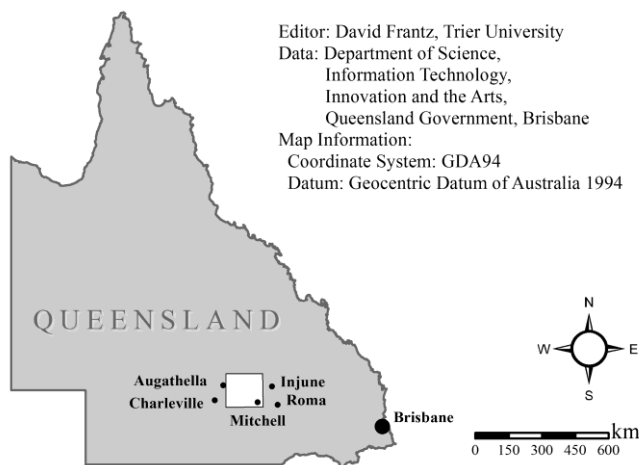 Editor: David Frantz, Trier University
Data: Department of Science,
Information Technology,
Innovation and the Arts,
Queensland Government, Brisbane
Map Information:
Coordinate System: GDA94
Datum: Geocentric Datum of Australia 1994
QUEENSLAND
N
W E
S
Augathella Injune
Charleville Roma
Mitchell
Brisbane
km
0 150 300 450 600